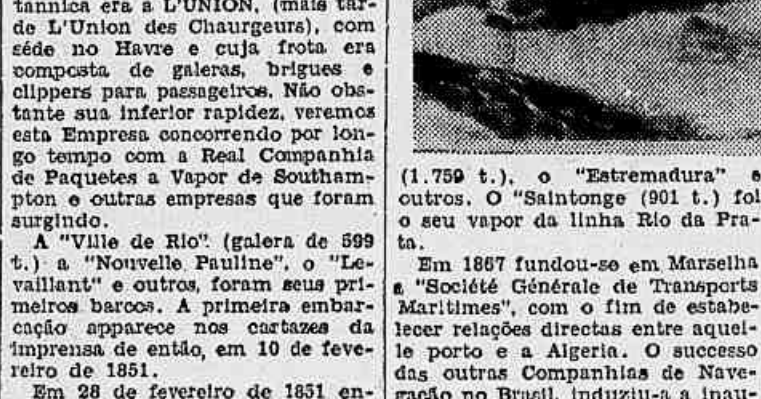 tannica era a L'UNION, (mais tar-
de L'Union des Chaurgeurs), com
séde no Havre e cuja frota era
composta de galeras, brigues e
clippers para passageiros. Não obs-
tante sua inferior rapidez, veremos
esta Empresa concorrendo por lon-
go tempo com a Real Companhia
de Paquetes a Vapor de Southam-
pton e outras empresas que foram
surgindo.
A "Ville de Rio". (galera de 599
t.) a "Nouvelle Pauline", o "Le-
vaillant" e outros, foram seus pri-
meiros barcos. A primeira embar-
cação apparece nos cartazes da
imprensa de então, em 10 de feve-
reiro de 1851.
Em 28 de fevereiro de 1851 en-
(1.759 t.), o "Estremadura" e
outros. O "Saintonge (901 t.) foi
o seu vapor da linha Rio da Pra-
ta.
Em 1867 fundou-se em Marselha
a "Société Générale de Transports
Maritimes", com o fim de estabe-
lecer relações directas entre aquel-
le porto e a Algeria. O successo
das outras Companhias de Nave-
gação no Brasil, induziu-a a inau-